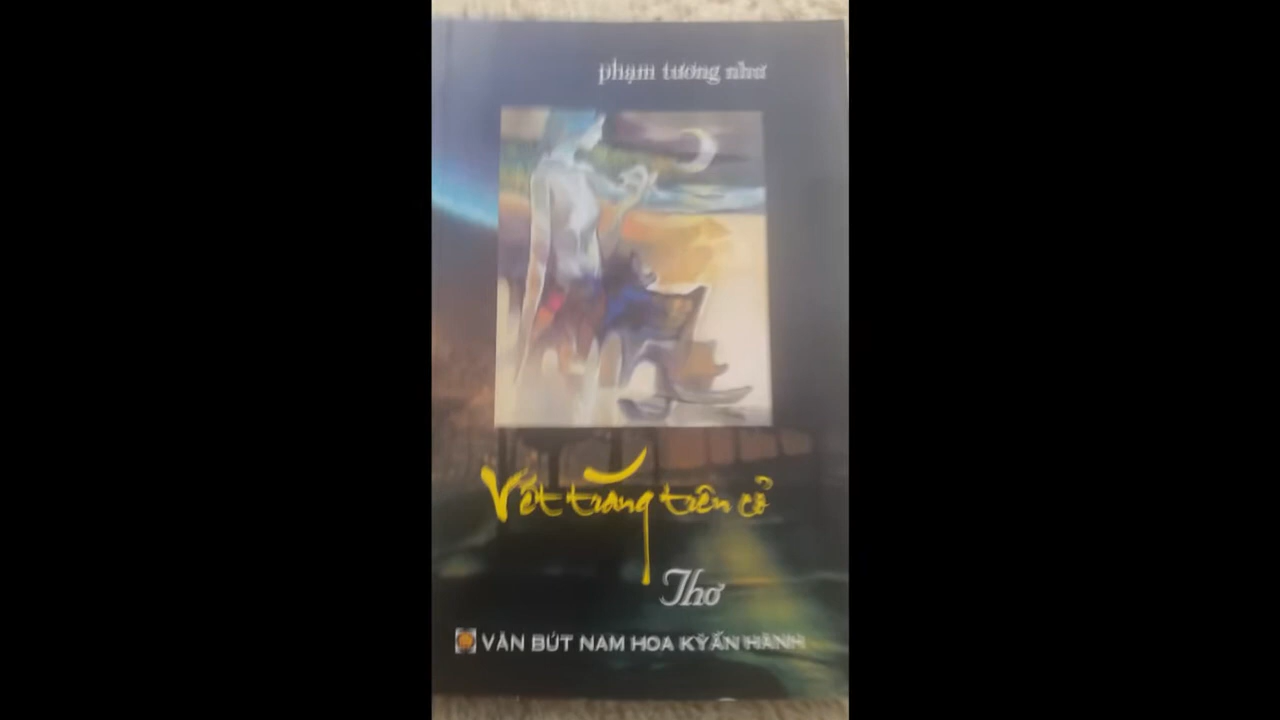 phạm tương như
Vết trăng trên cỏ
Thơ
VĂN BÚT NAM HOA KỲ ẤN HÀNH